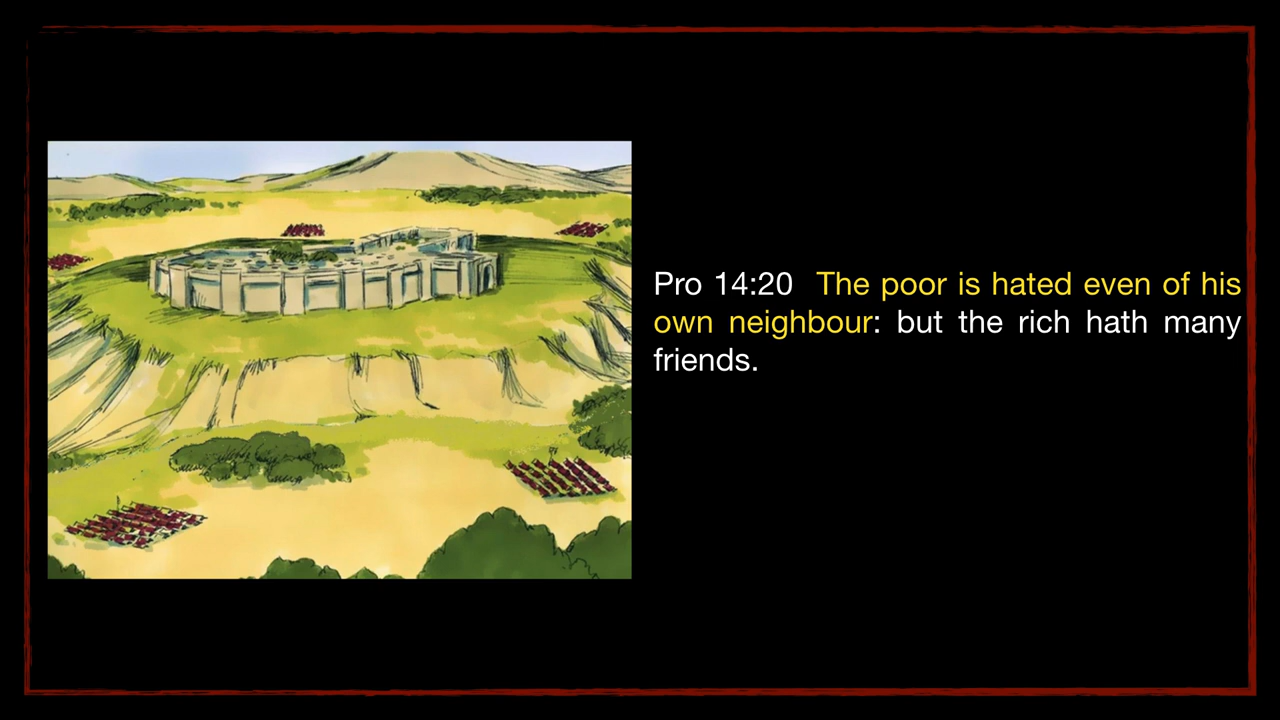 Pro 14:20  The poor is hated even of his
own neighbour: but the rich hath many
friends.